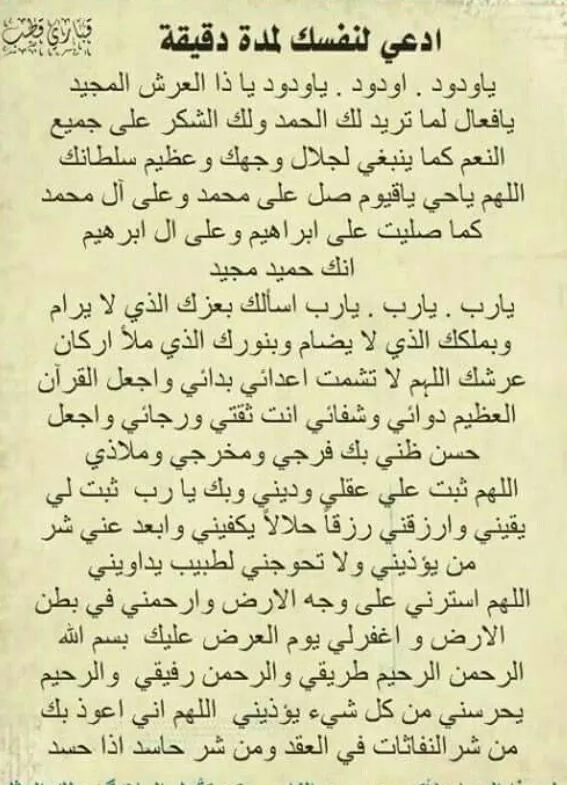 ادعي لنفسك لمدة دقيقة
ياودود . اودود . ياودود يا ذا العرش المجيد
يافعال لما تريد لك الحمد ولك الشكر على جميع
النعم كما ينبغي لجلال وجهك وعظيم سلطانك
اللهم ياحي ياقيوم صل على محمد وعلى آل محمد
كما صليت على ابراهيم وعلى ال ابرهيم
انك حميد مجيد
يارب . يارب . يارب اسألك بعزك الذي لا يرام
وبملكك الذي لا يضام وبنورك الذي ملأ اركان
عرشك اللهم لا تشمت اعدائي بدائي واجعل القرآن
العظيم دوائي وشفائي انت ثقتي ورجائي واجعل
حسن ظني بك فرجي ومخرجي وملاذي
اللهم ثبت علي عقلي وديني وبك يا رب ثبت لي
يقيني وارزقني رزقاً حلالاً يكفيني وابعد عني شر
من يؤذيني ولا تحوجني لطبيب يداويني
اللهم استرني على وجه الارض وارحمني في بطن
الارض و اغفرلي يوم العرض عليك بسم الله
الرحمن الرحيم طريقي والرحمن رفيقي والرحيم
يحرسني من كل شيء يؤذيني اللهم اني اعوذ بك
من شر النفاثات في العقد ومن شر حاسد اذا حسد